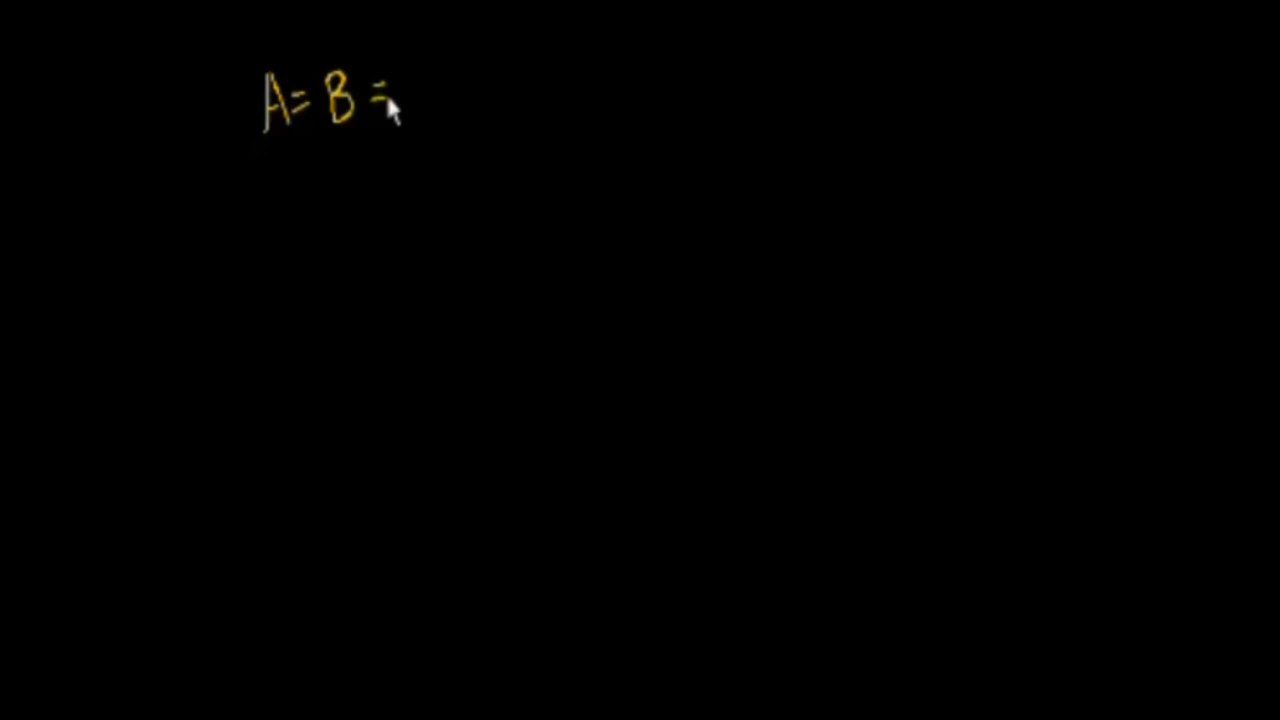 A = B =